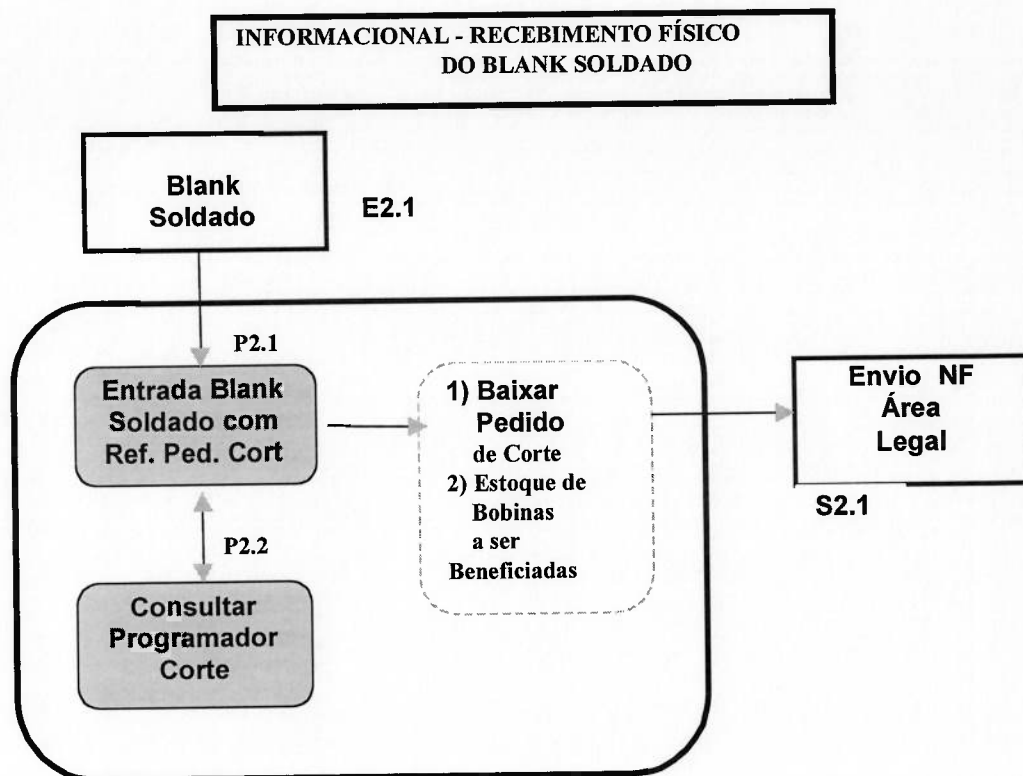 INFORMACIONAL - RECEBIMENTO FÍSICO
DO BLANK SOLDADO
Blank
Soldado
E2.1
P2.1
Entrada Blank
Soldado com
Ref. Ped. Cort
1) Baixar
Pedido
de Corte
2) Estoque de
Bobinas
a ser
Beneficiadas
Envio NF
Área
Legal
S2.1
P2.2
Consultar
Programador
Corte